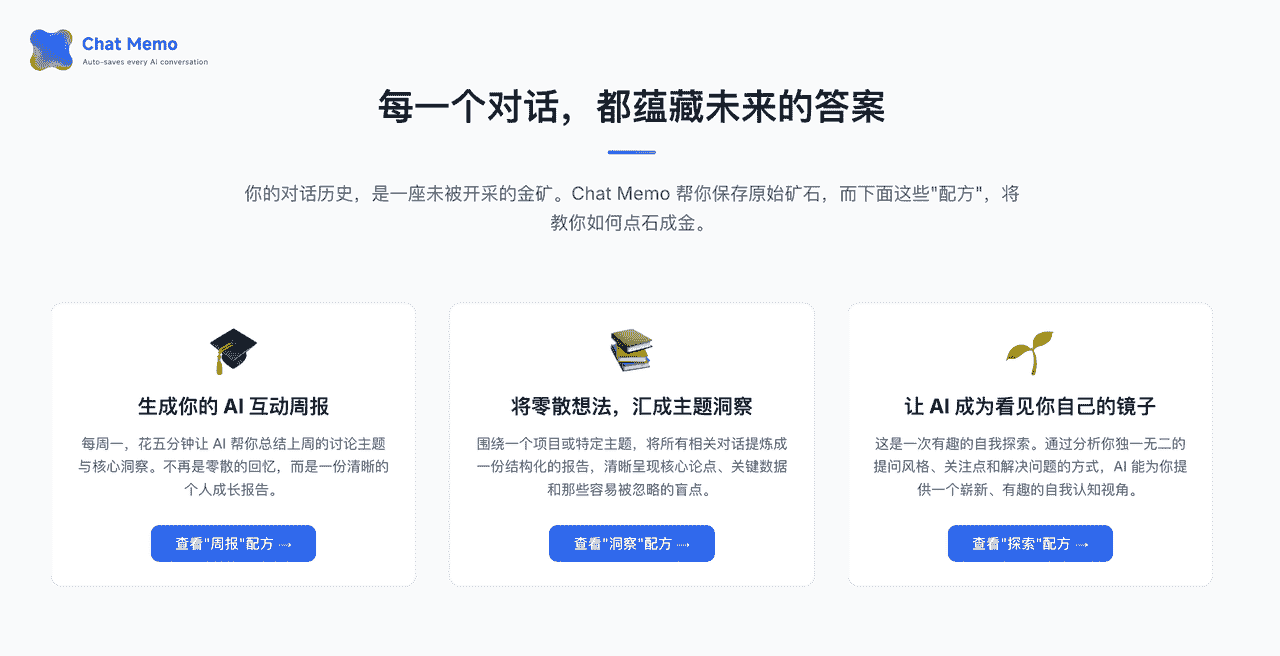 Chat Memo
Auto-saves every AI conversation
每一个对话，都蕴藏未来的答案
你的对话历史，是一座未被开采的金矿。Chat Memo 帮你保存原始矿石，而下面这些"配方"，将
教你如何点石成金。
生成你的 AI 互动周报
每周一，花五分钟让 AI 帮你总结上周的讨论主题
与核心洞察。不再是零散的回忆，而是一份清晰的
个人成长报告。
查看"周报"配方 →
将零散想法，汇成主题洞察
围绕一个项目或特定主题，将所有相关对话提炼成
一份结构化的报告，清晰呈现核心论点、关键数据
和那些容易被忽略的盲点。
查看"洞察"配方 →
让 AI 成为看见你自己的镜子
这是一次有趣的自我探索。通过分析你独一无二的
提问风格、关注点和解决问题的方式，AI 能为你提
供一个崭新、有趣的自我认知视角。
查看"探索"配方 →